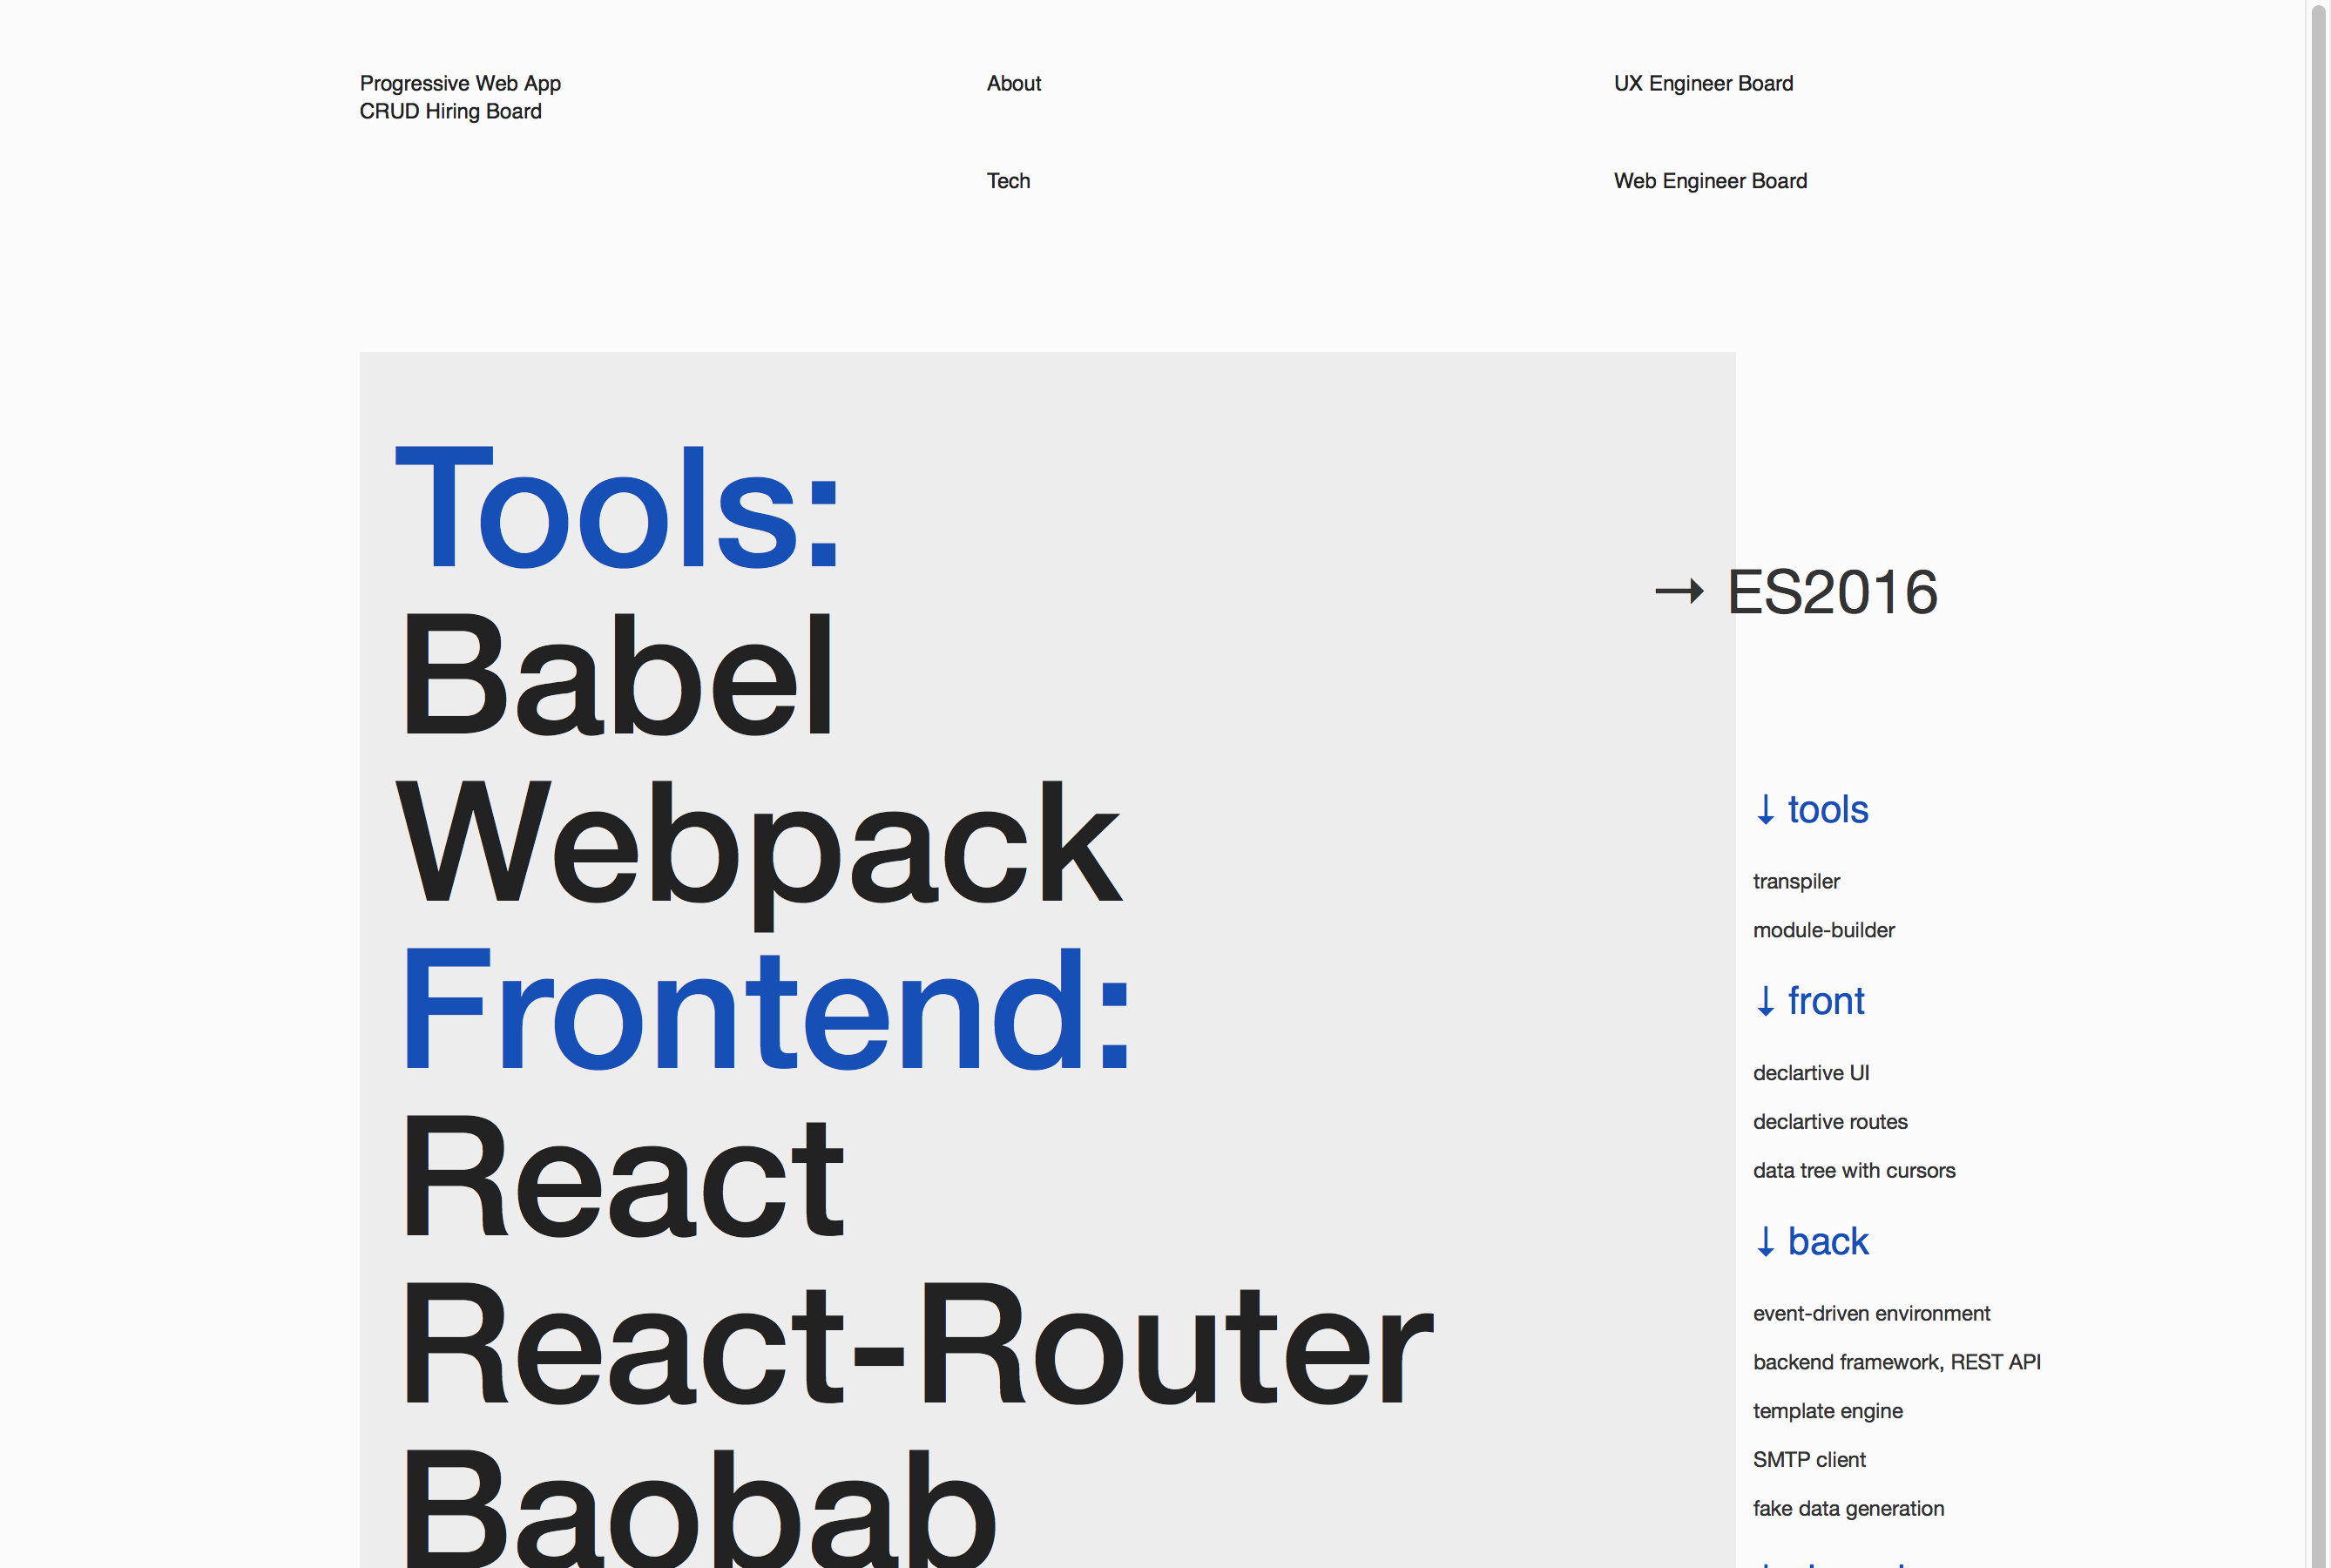 Progressive Web App
CRUD Hiring Board
About
UX Engineer Board
Tech
Web Engineer Board
Tools:
Babel
Webpack
Frontend:
React
React-Router
Baobab
→ ES2016
↓ tools
transpiler
module-builder
↓ front
declartive UI
declartive routes
data tree with cursors
↓ back
event-driven environment
backend framework, REST API
template engine
SMTP client
fake data generation